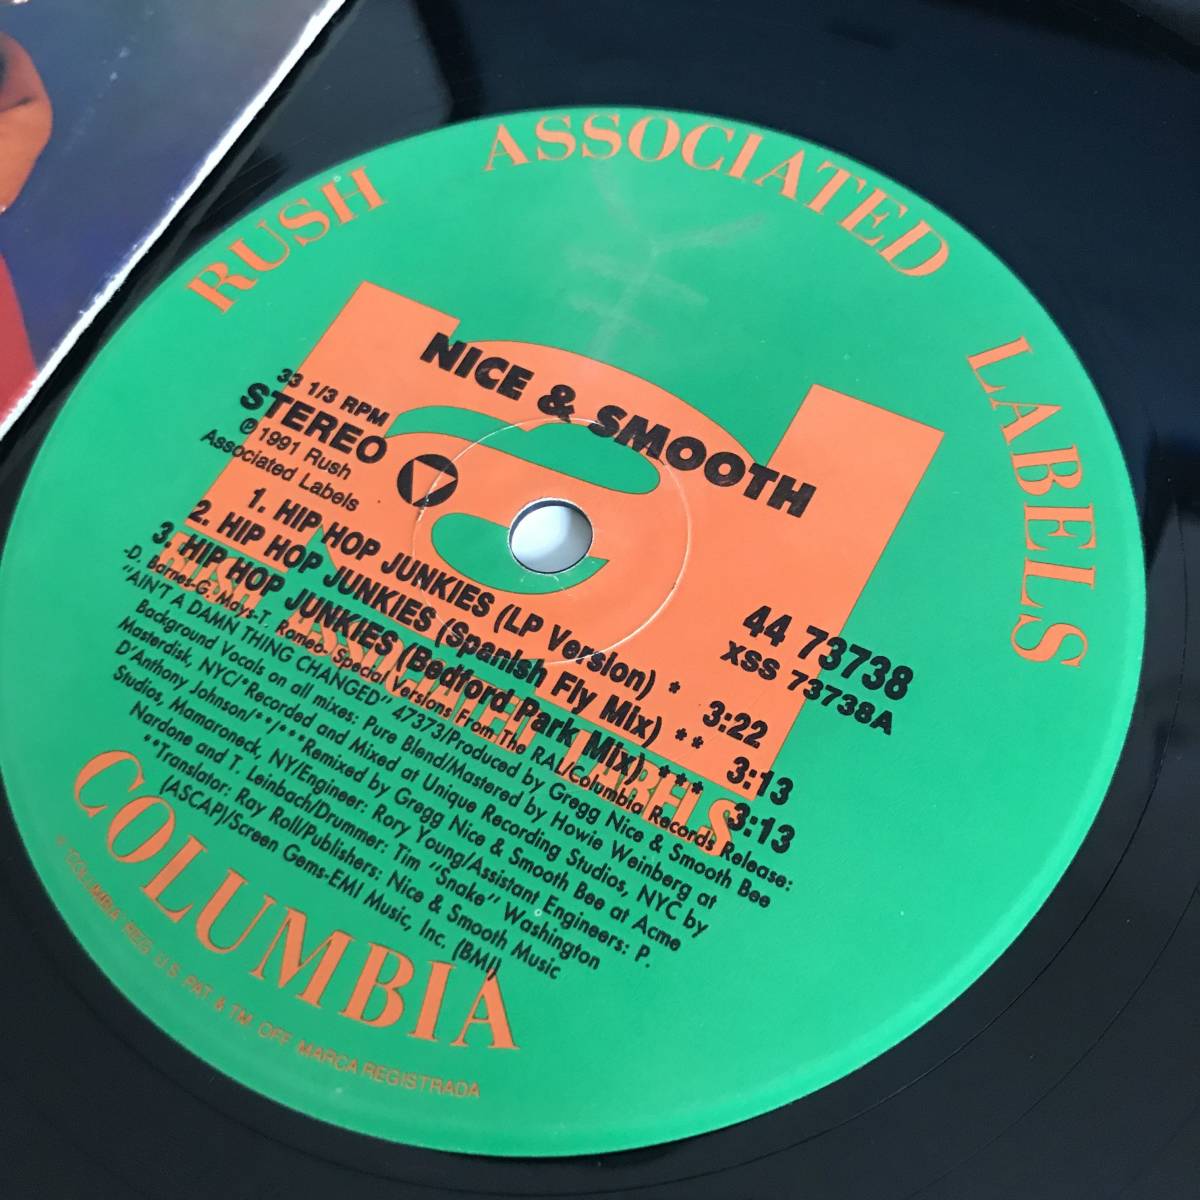 RUSH ASSOCIATED LABELS
NICE & SMOOTH
33 1/3 RPM
STEREO
℗ 1991 Rush
Associated Labels
44 73738
XSS 73738A
1. HIP HOP JUNKIES (LP Version) * 3:22
2. HIP HOP JUNKIES (Spanish Fly Mix) ** 3:13
3. HIP HOP JUNKIES (Bedford Park Mix) *** 3:13
-D. Barnes-G. Mays-T. Romeo- Special Versions From The RAL/Columbia Records Release:
"AIN'T A DAMN THING CHANGED" 47373/Produced by Gregg Nice & Smooth Bee
Background Vocals on all mixes: Pure Blend/Mastered by Howie Weinberg at
Masterdisk, NYC/*Recorded and Mixed at Unique Recording Studios, NYC by
D'Anthony Johnson/**/***Remixed by Gregg Nice & Smooth Bee at Acme
Studios, Mamaroneck, NY/Engineer: Rory Young/Assistant Engineers: P.
Nardone and T. Leinbach/Drummer: Tim "Snake" Washington
**Translator: Ray Roll/Publishers: Nice & Smooth Music
(ASCAP)/Screen Gems-EMI Music, Inc. (BMI)
RUSH ASSOCIATED LABELS
COLUMBIA
"COLUMBIA" REG. U.S. PAT. & TM. OFF. MARCA REGISTRADA